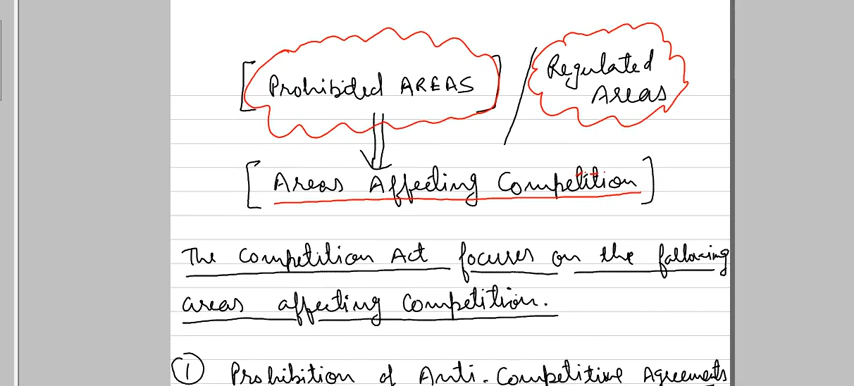 [Prohibited AREAS] / Regulated Areas
[Areas Affecting Competition]
The Competition Act focuses on the following
areas affecting Competition.
① Prohibition of Anti-Competitive Agreements